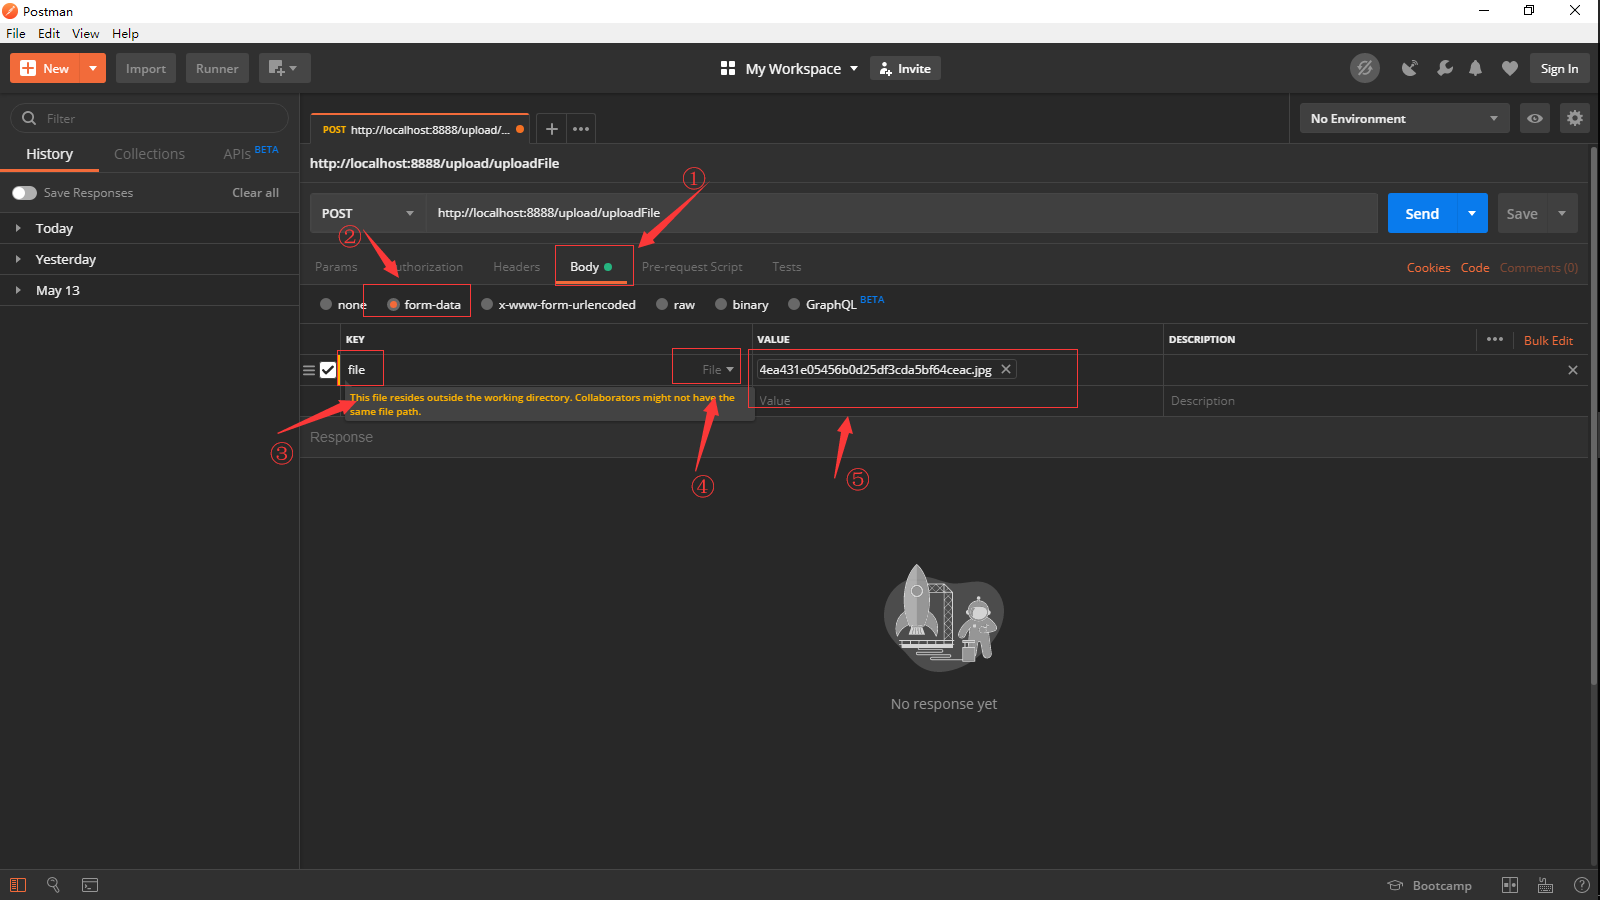 Postman
File Edit View Help
New Import Runner My Workspace Invite Sign In
Filter
History Collections APIs BETA
Save Responses Clear all
Today
Yesterday
May 13
POST http://localhost:8888/upload/... No Environment
http://localhost:8888/upload/uploadFile
①
POST http://localhost:8888/upload/uploadFile Send Save
②
Params Authorization Headers Body Pre-request Script Tests Cookies Code Comments (0)
none form-data x-www-form-urlencoded raw binary GraphQL BETA
KEY VALUE DESCRIPTION Bulk Edit
file File 4ea431e05456b0d25df3cda5bf64ceac.jpg
This file resides outside the working directory. Collaborators might not have the
same file path.
Value Description
Response
③
④
⑤
No response yet
Bootcamp